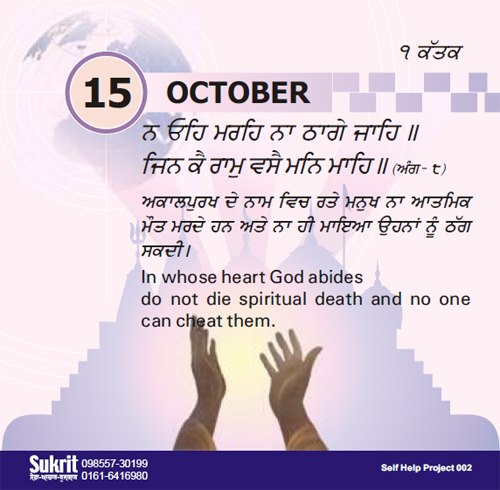 ੧ ਕੱਤਕ
15 OCTOBER
ਨ ਓਹਿ ਮਰਹਿ ਨਾ ਠਾਗੇ ਜਾਹਿ ॥
ਜਿਨ ਕੈ ਰਾਮੁ ਵਸੈ ਮਨਿ ਮਾਹਿ ॥ (ਅੰਗ- ੮)
ਅਕਾਲਪੁਰਖ ਦੇ ਨਾਮ ਵਿਚ ਰਤੇ ਮਨੁਖ ਨਾ ਆਤਮਿਕ
ਮੌਤ ਮਰਦੇ ਹਨ ਅਤੇ ਨਾ ਹੀ ਮਾਇਆ ਉਹਨਾਂ ਨੂੰ ਠੱਗ
ਸਕਦੀ।
In whose heart God abides
do not die spiritual death and no one
can cheat them.
Sukrit 098557-30199
0161-6416980
Self Help Project 002